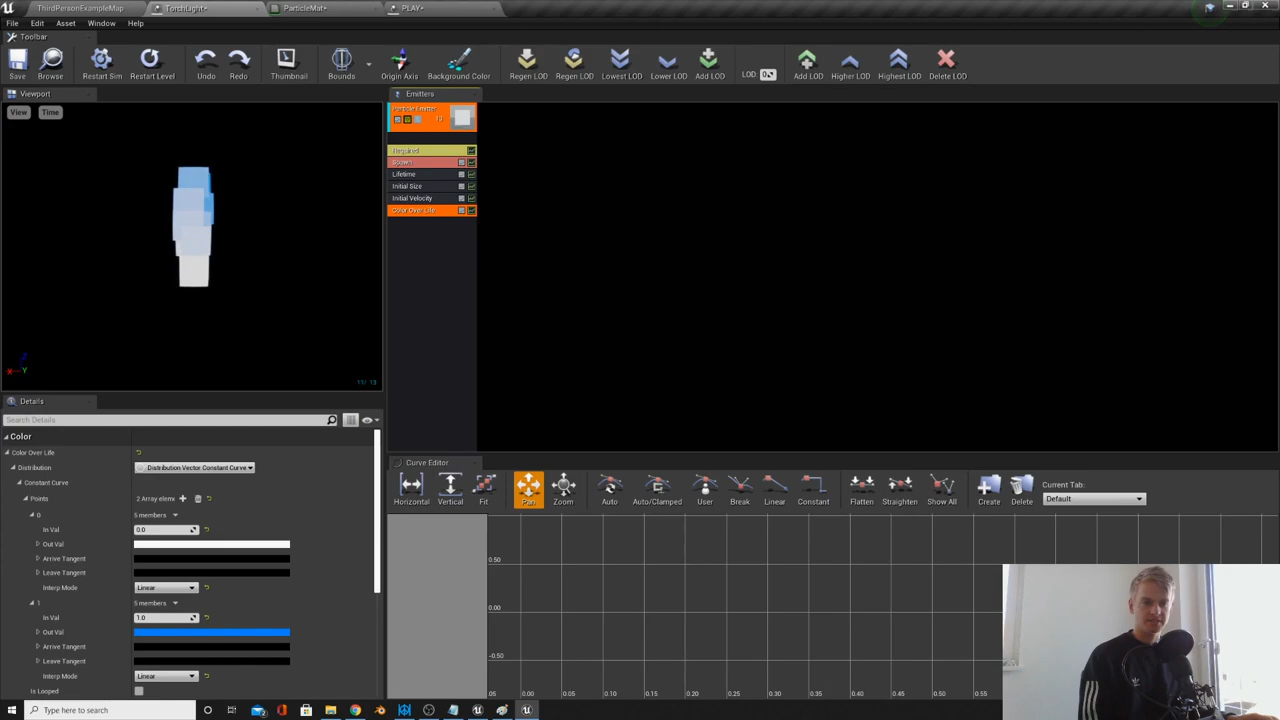 ThirdPersonExampleMap
TorchLight*
ParticleMat*
PLAY*
File Edit Asset Window Help
Toolbar
Save Browse Restart Sim Restart Level Undo Redo Thumbnail Bounds Origin Axis Background Color Regen LOD Regen LOD Lowest LOD Lower LOD Add LOD LOD: 0 Add LOD Higher LOD Highest LOD Delete LOD
Viewport
View Time
Z
X Y
11/ 13
Emitters
Particle Emitter
13
Required
Spawn
Lifetime
Initial Size
Initial Velocity
Color Over Life
Details
Search Details
Color
Color Over Life
Distribution Distribution Vector Constant Curve
Constant Curve
Points 2 Array elem
0 5 members
In Val 0.0
Out Val
Arrive Tangent
Leave Tangent
Interp Mode Linear
1 5 members
In Val 1.0
Out Val
Arrive Tangent
Leave Tangent
Interp Mode Linear
Is Looped
Curve Editor
Horizontal Vertical Fit Pan Zoom Auto Auto/Clamped User Break Linear Constant Flatten Straighten Show All Create Delete
Current Tab:
Default
0.50
0.00
-0.50
.05 0.00 0.05 0.10 0.15 0.20 0.25 0.30 0.35 0.40 0.45 0.50 0.55
Type here to search